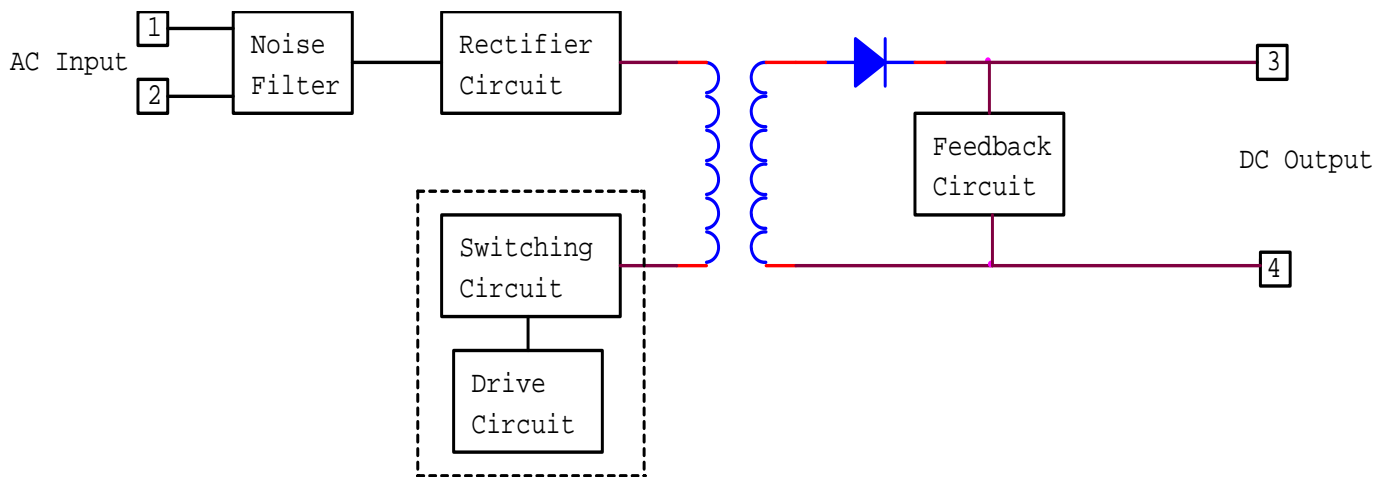 1
AC Input
2
Noise
Filter
Rectifier
Circuit
3
Feedback
Circuit
DC Output
4
Switching
Circuit
Drive
Circuit